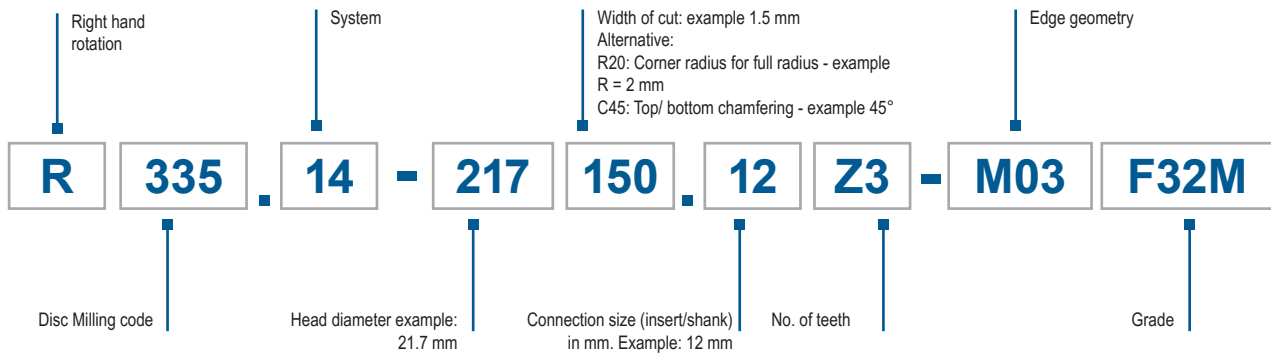 Right hand
rotation
System
Width of cut: example 1.5 mm
Alternative:
R20: Corner radius for full radius - example
R = 2 mm
C45: Top/ bottom chamfering - example 45°
Edge geometry
R 335 . 14 - 217 150 . 12 Z3 - M03 F32M
Disc Milling code
Head diameter example:
21.7 mm
Connection size (insert/shank)
in mm. Example: 12 mm
No. of teeth
Grade